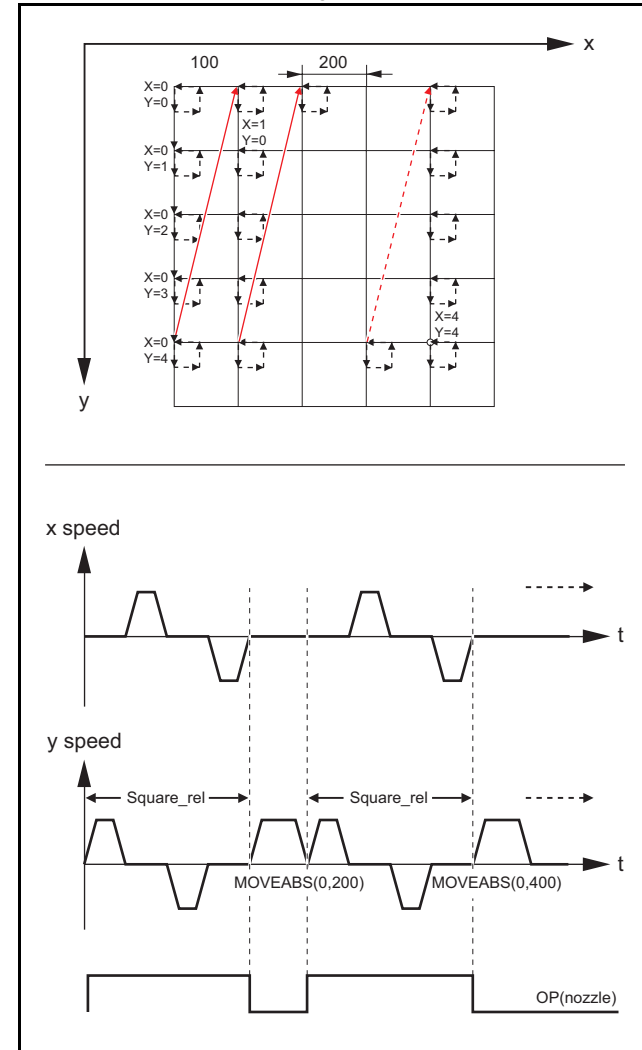 x
100
200
X=0
Y=0
X=1
Y=0
X=0
Y=1
X=0
Y=2
X=0
Y=3
X=4
Y=4
X=0
Y=4
y
x speed
t
y speed
Square_rel
Square_rel
t
MOVEABS(0,200)
MOVEABS(0,400)
OP(nozzle)